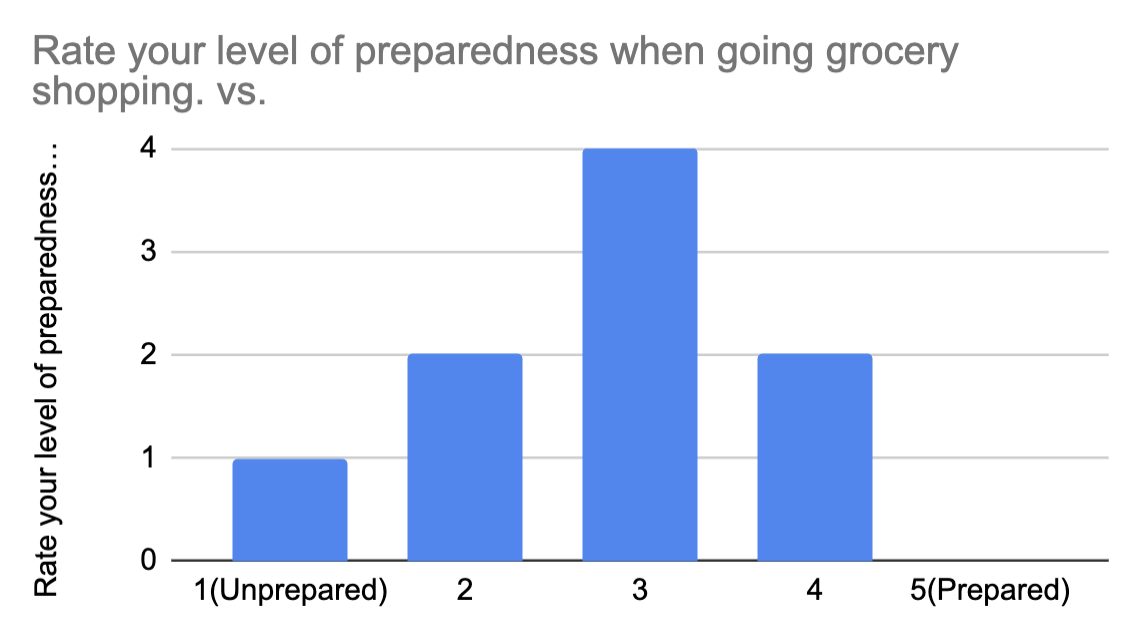 Rate your level of preparedness when going grocery
shopping. vs.
Rate your level of preparedness...
4
3
2
1
0
1(Unprepared)
2
3
4
5(Prepared)